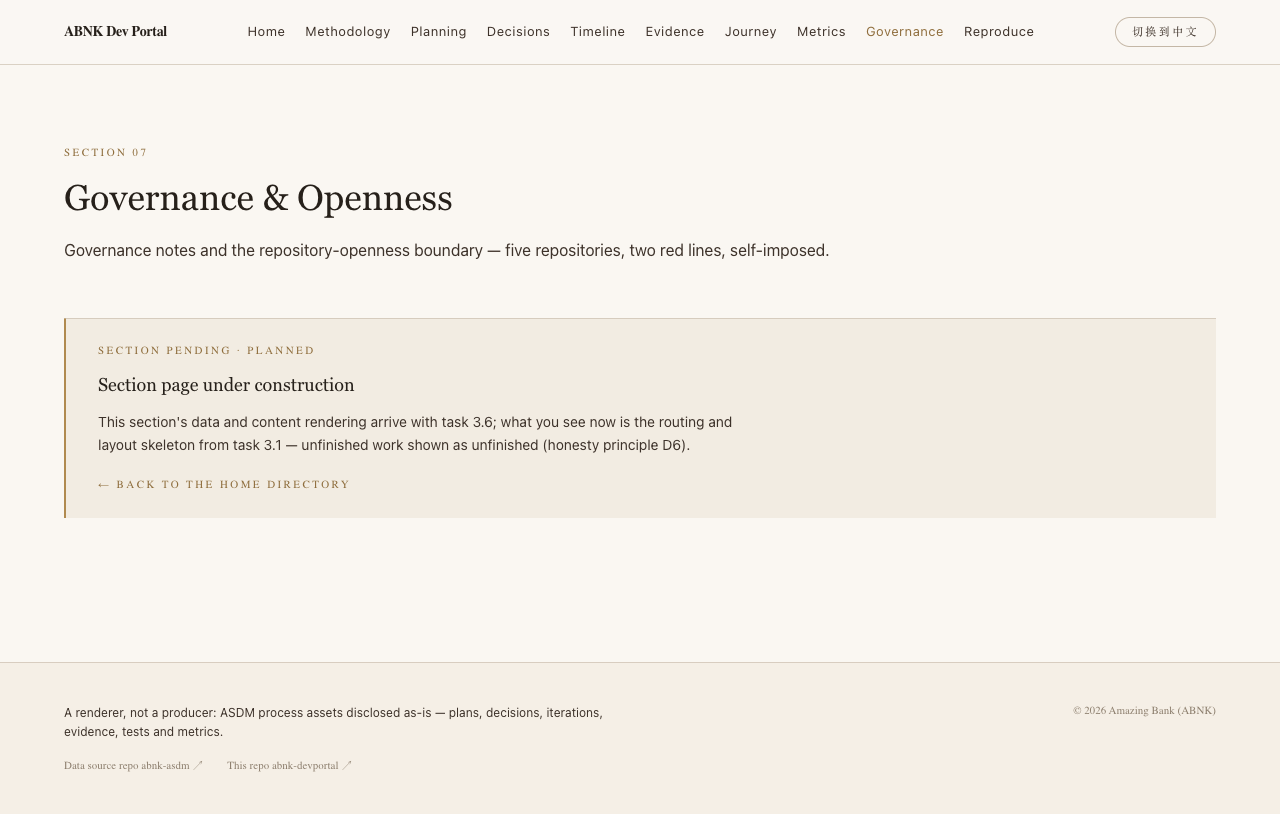 ABNK Dev Portal
Home
Methodology
Planning
Decisions
Timeline
Evidence
Journey
Metrics
Governance
Reproduce
切换到中文
SECTION 07
Governance & Openness
Governance notes and the repository-openness boundary — five repositories, two red lines, self-imposed.
SECTION PENDING · PLANNED
Section page under construction
This section's data and content rendering arrive with task 3.6; what you see now is the routing and
layout skeleton from task 3.1 — unfinished work shown as unfinished (honesty principle D6).
← BACK TO THE HOME DIRECTORY
A renderer, not a producer: ASDM process assets disclosed as-is — plans, decisions, iterations,
evidence, tests and metrics.
Data source repo abnk-asdm ↗
This repo abnk-devportal ↗
© 2026 Amazing Bank (ABNK)